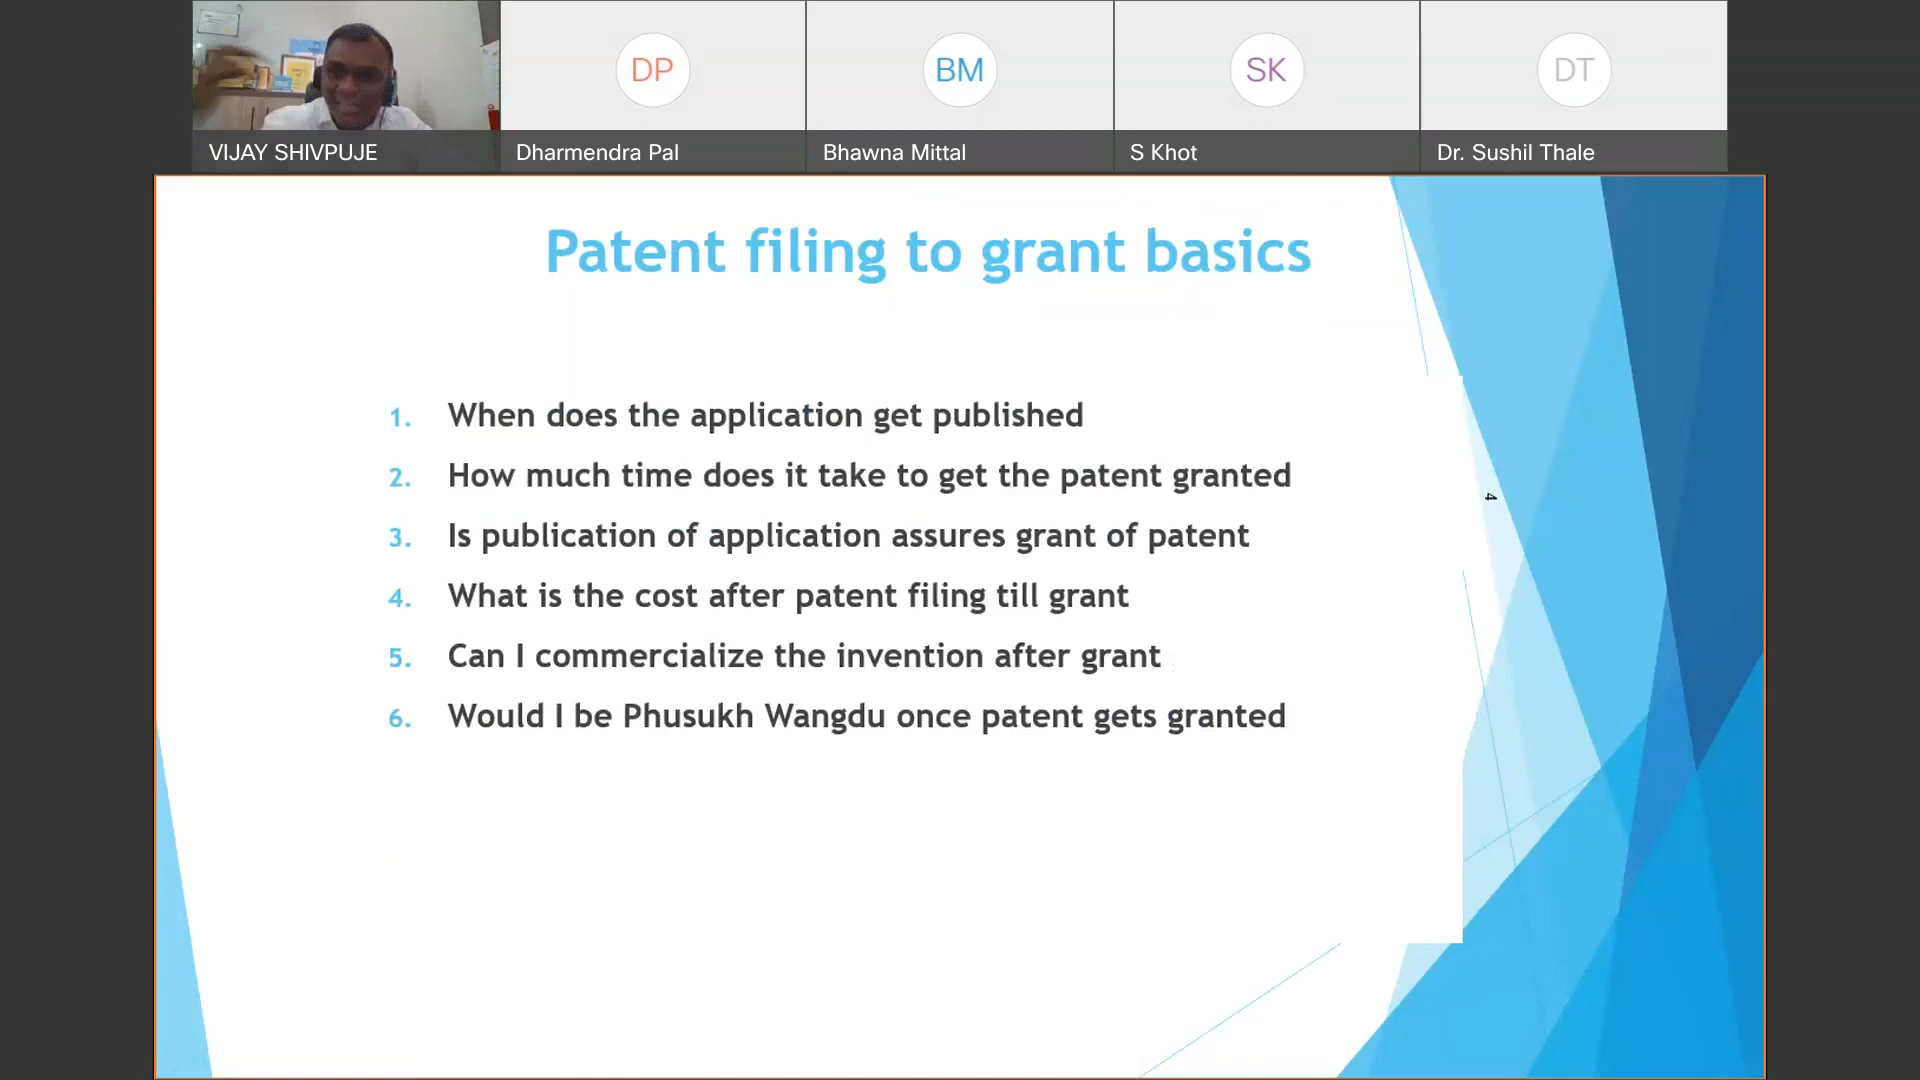 DP
BM
SK
DT
VIJAY SHIVPUJE
Dharmendra Pal
Bhawna Mittal
S Khot
Dr. Sushil Thale
Patent filing to grant basics
1. When does the application get published
2. How much time does it take to get the patent granted
4
3. Is publication of application assures grant of patent
4. What is the cost after patent filing till grant
5. Can I commercialize the invention after grant
6. Would I be Phusukh Wangdu once patent gets granted